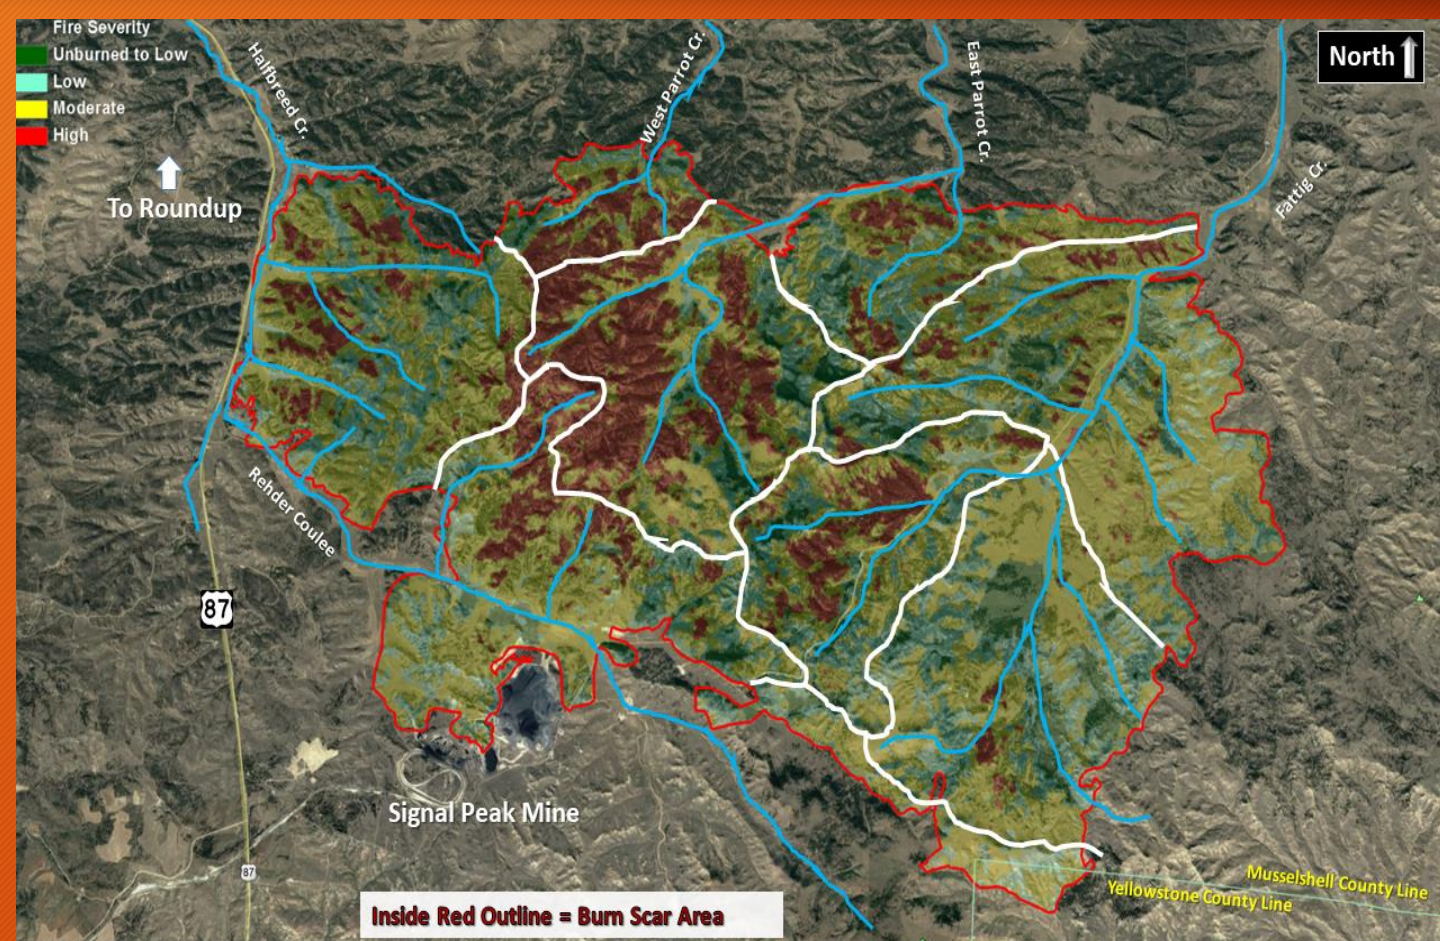 Fire Severity
Unburned to Low
Low
Moderate
High
Halfbreed Cr.
West Parrot Cr.
East Parrot Cr.
North
Fattig Cr.
To Roundup
Rehder Coulee
87
Signal Peak Mine
87
Musselshell County Line
Yellowstone County Line
Inside Red Outline = Burn Scar Area